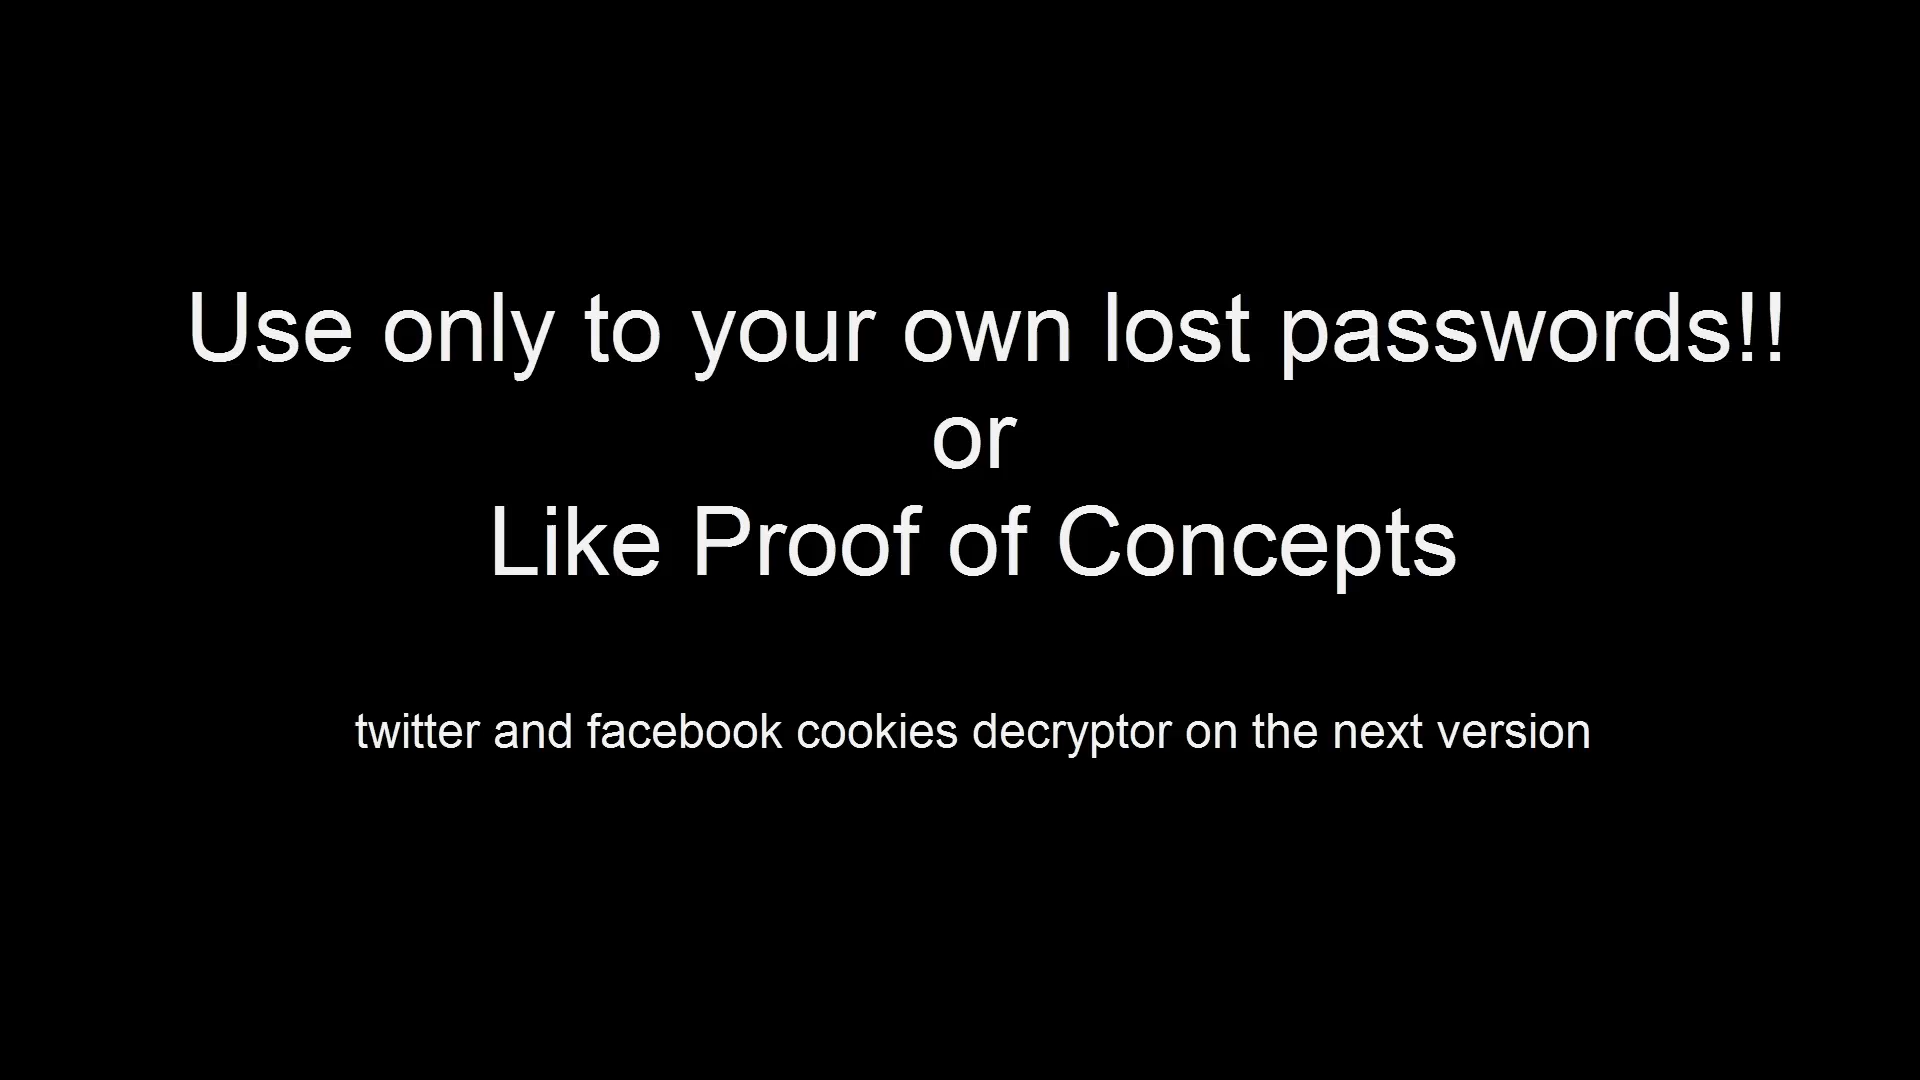 Use only to your own lost passwords!!
or
Like Proof of Concepts
twitter and facebook cookies decryptor on the next version